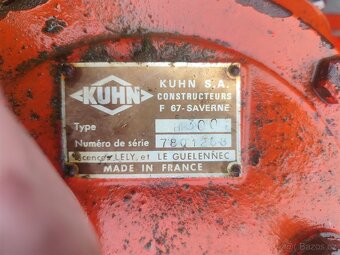 KUHN
KUHN S.A.
CONSTRUCTEURS
F 67-SAVERNE
Type
Numéro de série
LELY, et LE GUELENNEC
MADE IN FRANCE